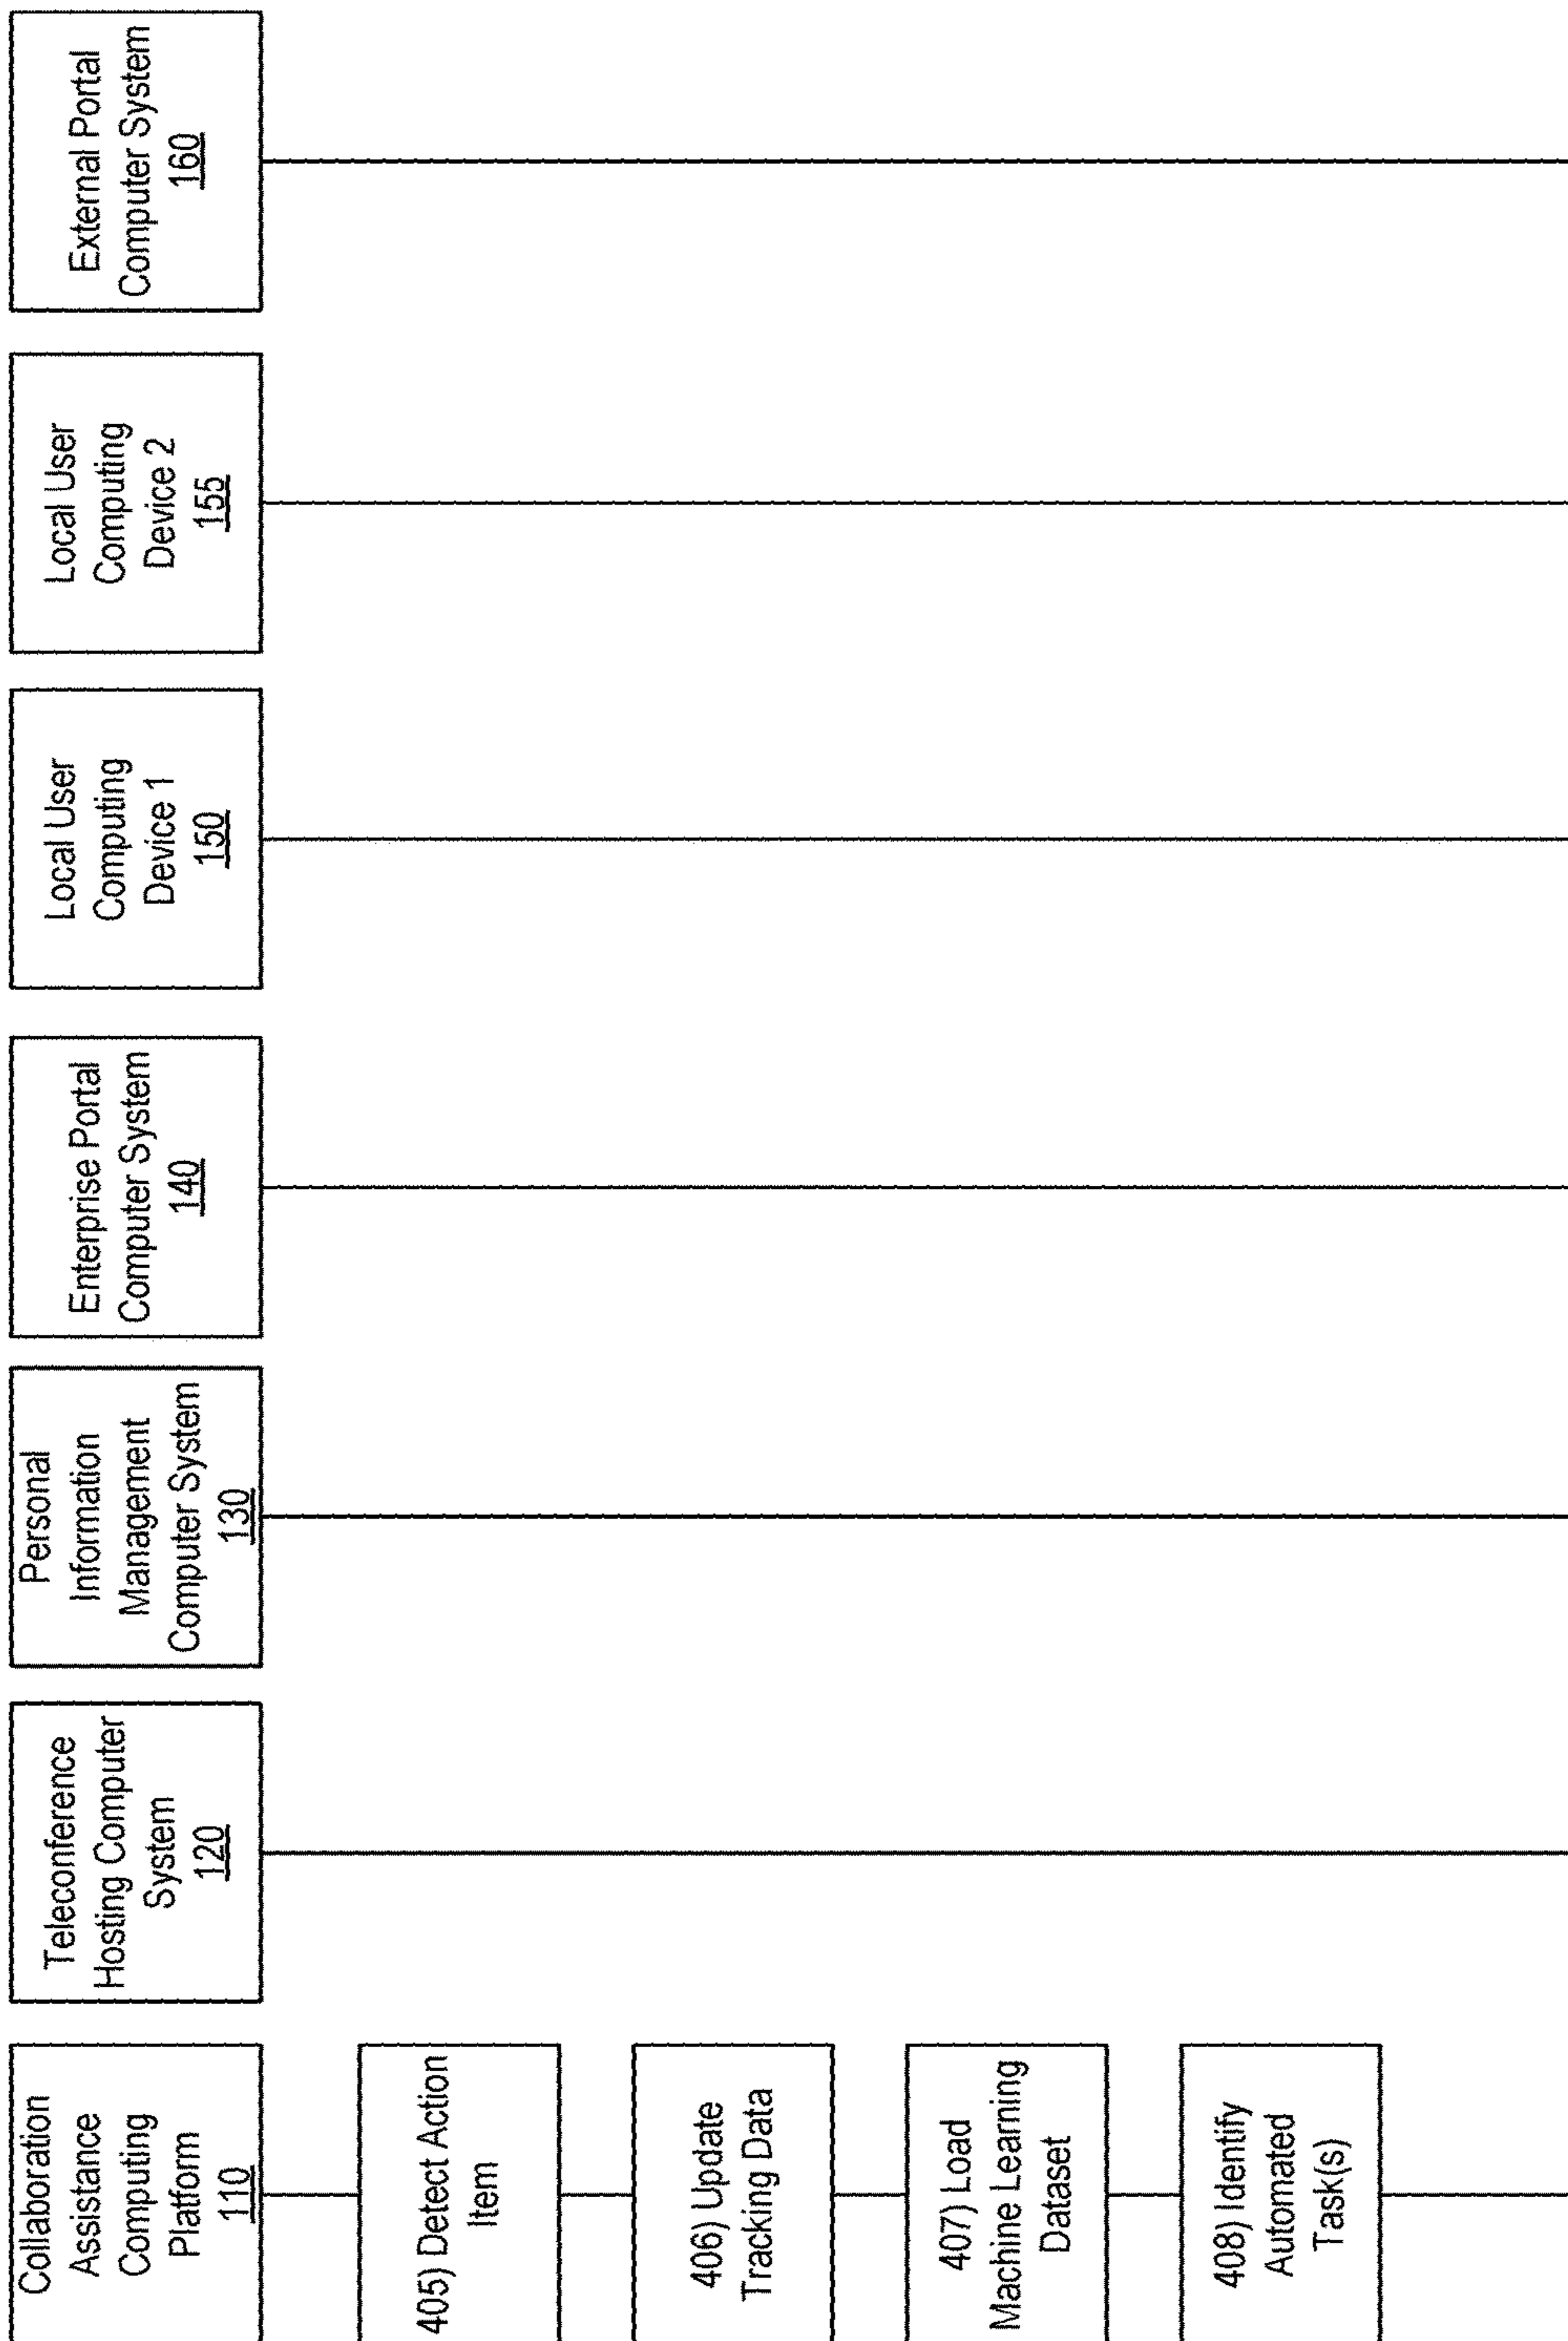 Collaboration
Assistance
Computing
Platform
110
Teleconference
Hosting Computer
System
120
Personal
Information
Management
Computer System
130
Enterprise Portal
Computer System
140
Local User
Computing
Device 1
150
Local User
Computing
Device 2
155
External Portal
Computer System
160
405) Detect Action
Item
406) Update
Tracking Data
407) Load
Machine Learning
Dataset
408) Identify
Automated
Task(s)